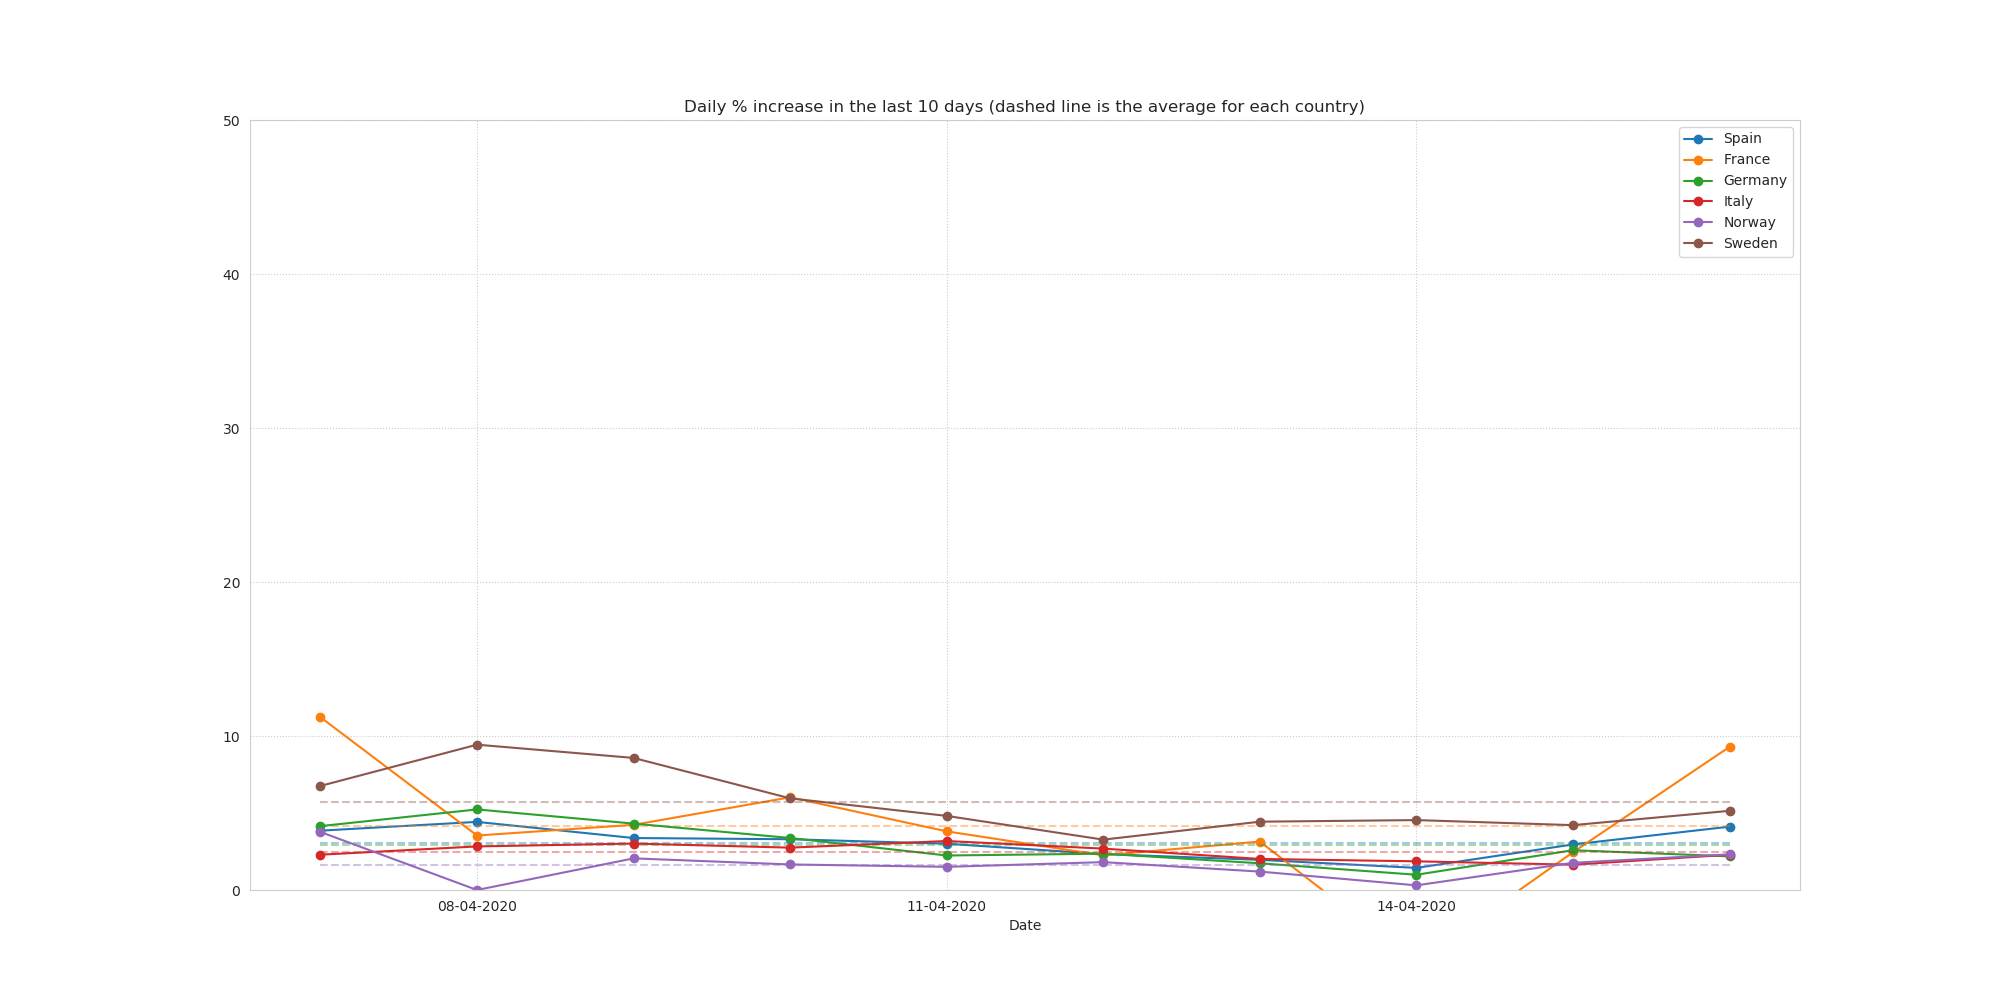 Daily % increase in the last 10 days (dashed line is the average for each country)
50
40
30
20
10
0
Spain
France
Germany
Italy
Norway
Sweden
08-04-2020
11-04-2020
14-04-2020
Date